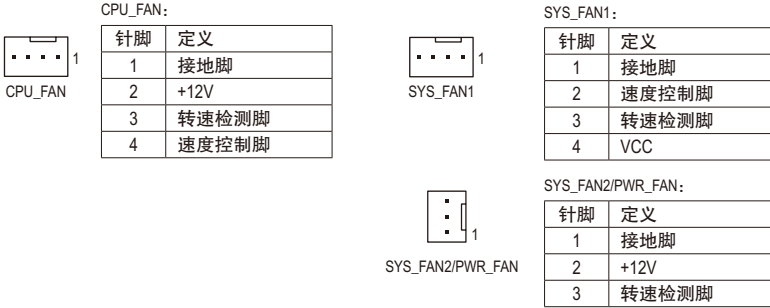 CPU_FAN：
1
CPU_FAN
针脚 定义
1 接地脚
2 +12V
3 转速检测脚
4 速度控制脚
SYS_FAN1：
1
SYS_FAN1
针脚 定义
1 接地脚
2 速度控制脚
3 转速检测脚
4 VCC
SYS_FAN2/PWR_FAN：
1
SYS_FAN2/PWR_FAN
针脚 定义
1 接地脚
2 +12V
3 转速检测脚